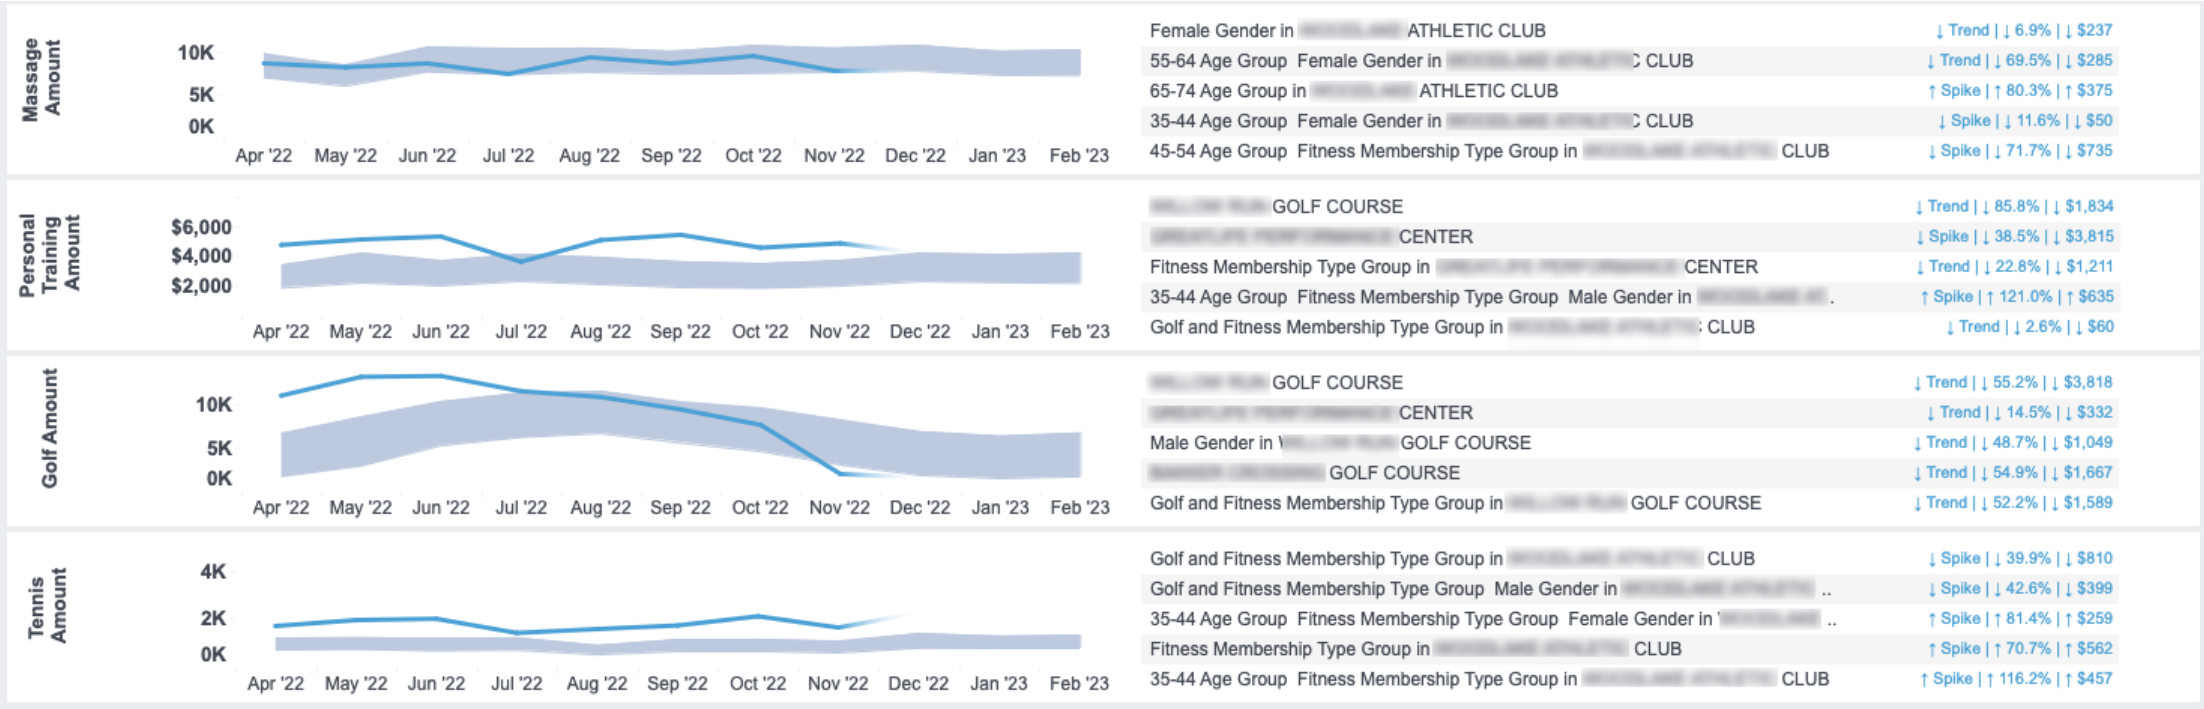 Massage
Amount
10K
5K
0K
Apr '22 May '22 Jun '22 Jul '22 Aug '22 Sep '22 Oct '22 Nov '22 Dec '22 Jan '23 Feb '23
Female Gender in ATHLETIC CLUB ↓ Trend | ↓ 6.9% | ↓ $237
55-64 Age Group Female Gender in CLUB ↓ Trend | ↓ 69.5% | ↓ $285
65-74 Age Group in ATHLETIC CLUB ↑ Spike | ↑ 80.3% | ↑ $375
35-44 Age Group Female Gender in CLUB ↓ Spike | ↓ 11.6% | ↓ $50
45-54 Age Group Fitness Membership Type Group in CLUB ↓ Spike | ↓ 71.7% | ↓ $735
Personal
Training
Amount
$6,000
$4,000
$2,000
Apr '22 May '22 Jun '22 Jul '22 Aug '22 Sep '22 Oct '22 Nov '22 Dec '22 Jan '23 Feb '23
GOLF COURSE ↓ Trend | ↓ 85.8% | ↓ $1,834
CENTER ↓ Spike | ↓ 38.5% | ↓ $3,815
Fitness Membership Type Group in CENTER ↓ Trend | ↓ 22.8% | ↓ $1,211
35-44 Age Group Fitness Membership Type Group Male Gender in . ↑ Spike | ↑ 121.0% | ↑ $635
Golf and Fitness Membership Type Group in CLUB ↓ Trend | ↓ 2.6% | ↓ $60
Golf Amount
10K
5K
0K
Apr '22 May '22 Jun '22 Jul '22 Aug '22 Sep '22 Oct '22 Nov '22 Dec '22 Jan '23 Feb '23
GOLF COURSE ↓ Trend | ↓ 55.2% | ↓ $3,818
CENTER ↓ Trend | ↓ 14.5% | ↓ $332
Male Gender in GOLF COURSE ↓ Trend | ↓ 48.7% | ↓ $1,049
GOLF COURSE ↓ Trend | ↓ 54.9% | ↓ $1,667
Golf and Fitness Membership Type Group in GOLF COURSE ↓ Trend | ↓ 52.2% | ↓ $1,589
Tennis
Amount
4K
2K
0K
Apr '22 May '22 Jun '22 Jul '22 Aug '22 Sep '22 Oct '22 Nov '22 Dec '22 Jan '23 Feb '23
Golf and Fitness Membership Type Group in CLUB ↓ Spike | ↓ 39.9% | ↓ $810
Golf and Fitness Membership Type Group Male Gender in .. ↓ Spike | ↓ 42.6% | ↓ $399
35-44 Age Group Fitness Membership Type Group Female Gender in .. ↑ Spike | ↑ 81.4% | ↑ $259
Fitness Membership Type Group in CLUB ↑ Spike | ↑ 70.7% | ↑ $562
35-44 Age Group Fitness Membership Type Group in CLUB ↑ Spike | ↑ 116.2% | ↑ $457